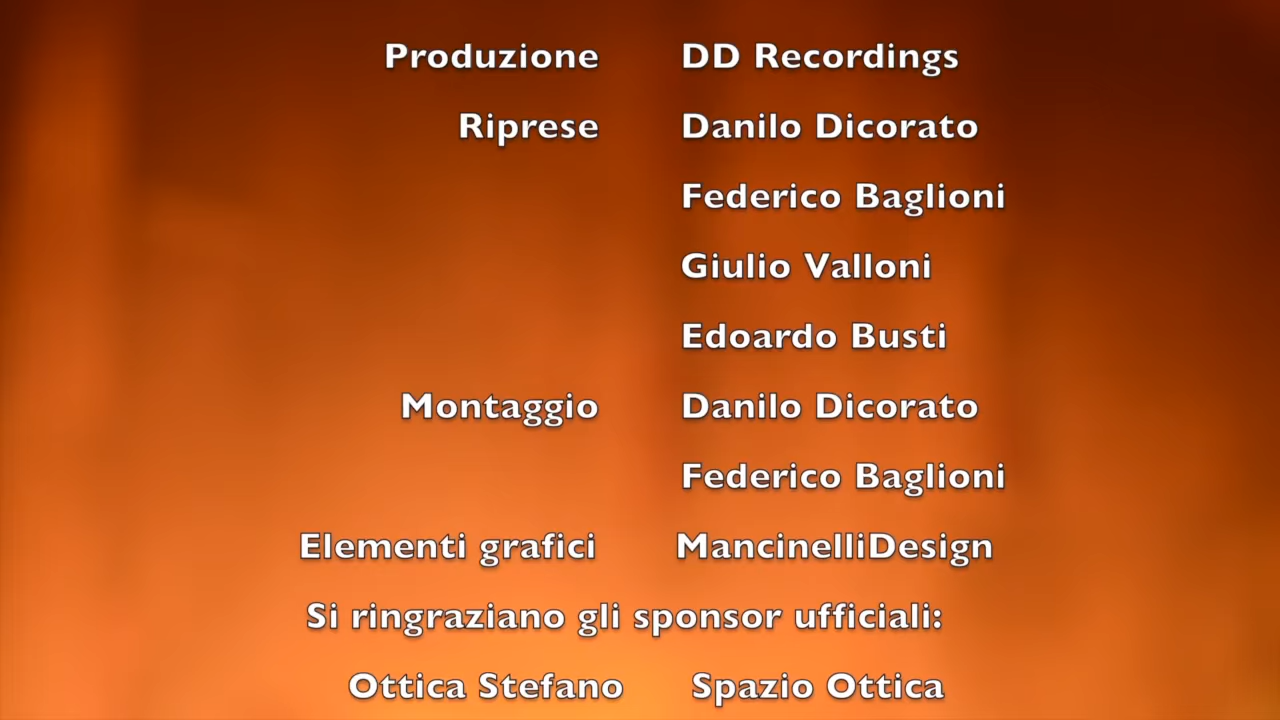 Produzione DD Recordings
Riprese Danilo Dicorato
Federico Baglioni
Giulio Valloni
Edoardo Busti
Montaggio Danilo Dicorato
Federico Baglioni
Elementi grafici MancinelliDesign
Si ringraziano gli sponsor ufficiali:
Ottica Stefano Spazio Ottica